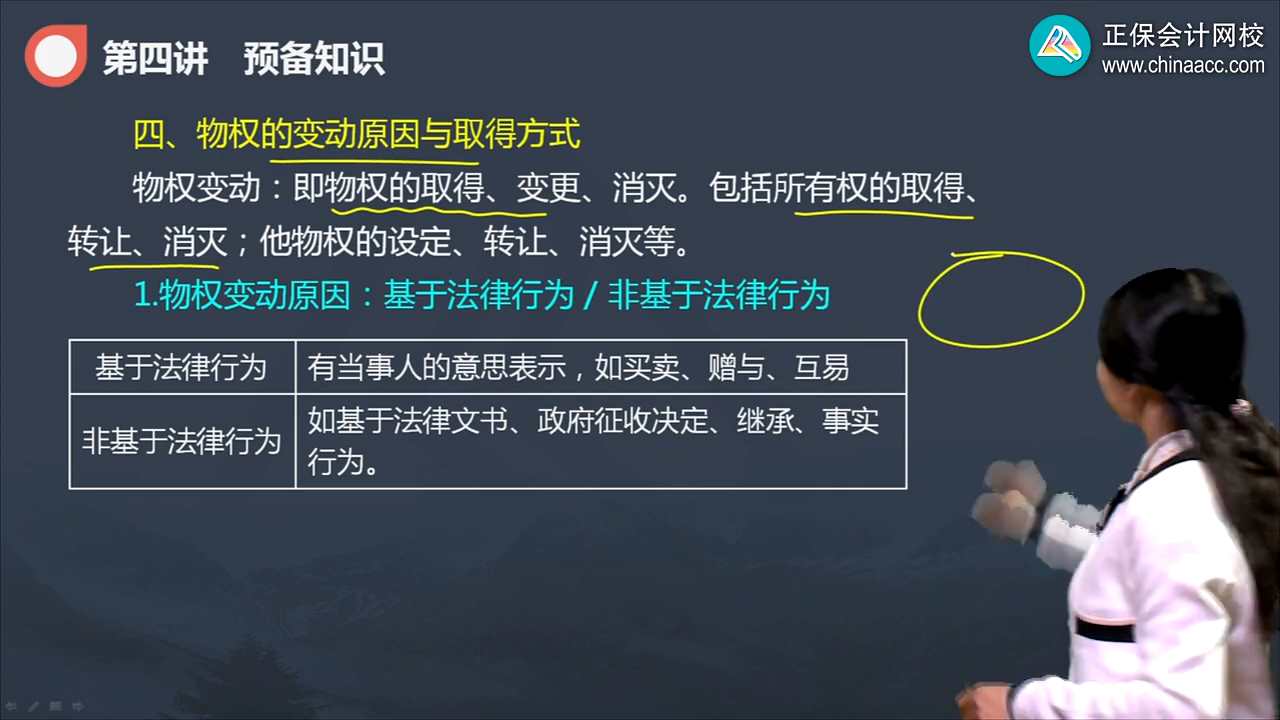 第四讲 预备知识
正保会计网校
www.chinaacc.com
四、物权的变动原因与取得方式
物权变动：即物权的取得、变更、消灭。包括所有权的取得、
转让、消灭；他物权的设定、转让、消灭等。
1.物权变动原因：基于法律行为 / 非基于法律行为
基于法律行为 有当事人的意思表示，如买卖、赠与、互易
非基于法律行为 如基于法律文书、政府征收决定、继承、事实
行为。